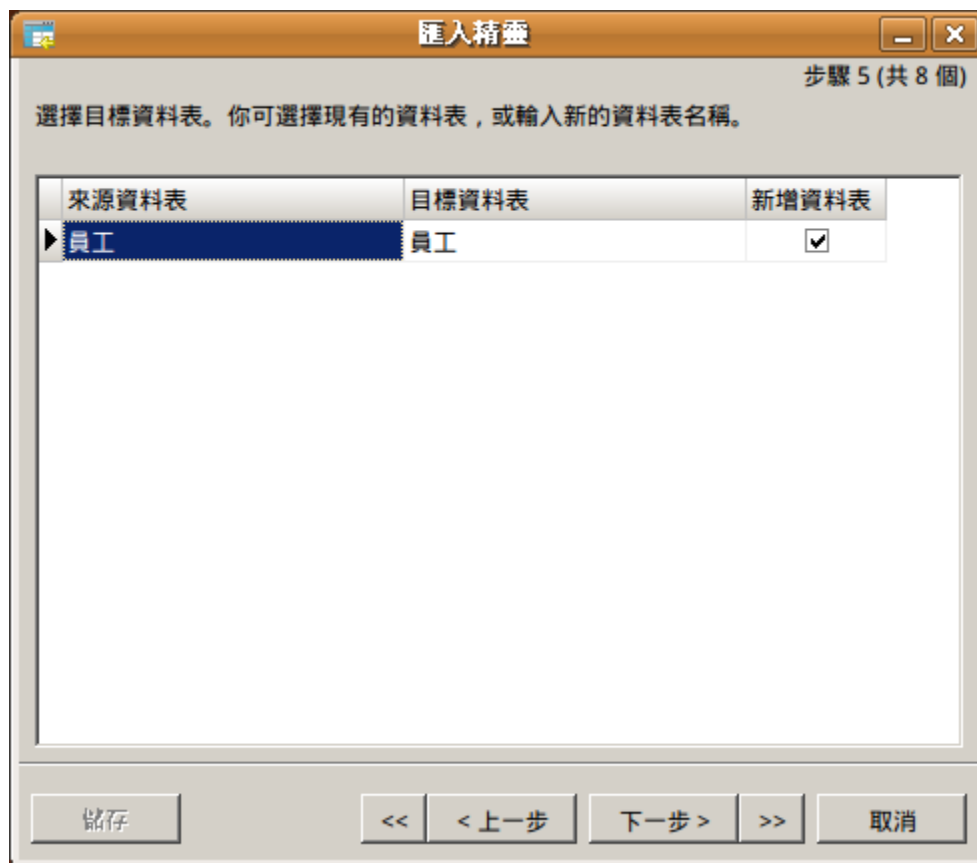 匯入精靈
步驟 5 (共 8 個)
選擇目標資料表。你可選擇現有的資料表，或輸入新的資料表名稱。
來源資料表 目標資料表 新增資料表
員工 員工
儲存 << < 上一步 下一步 > >> 取消